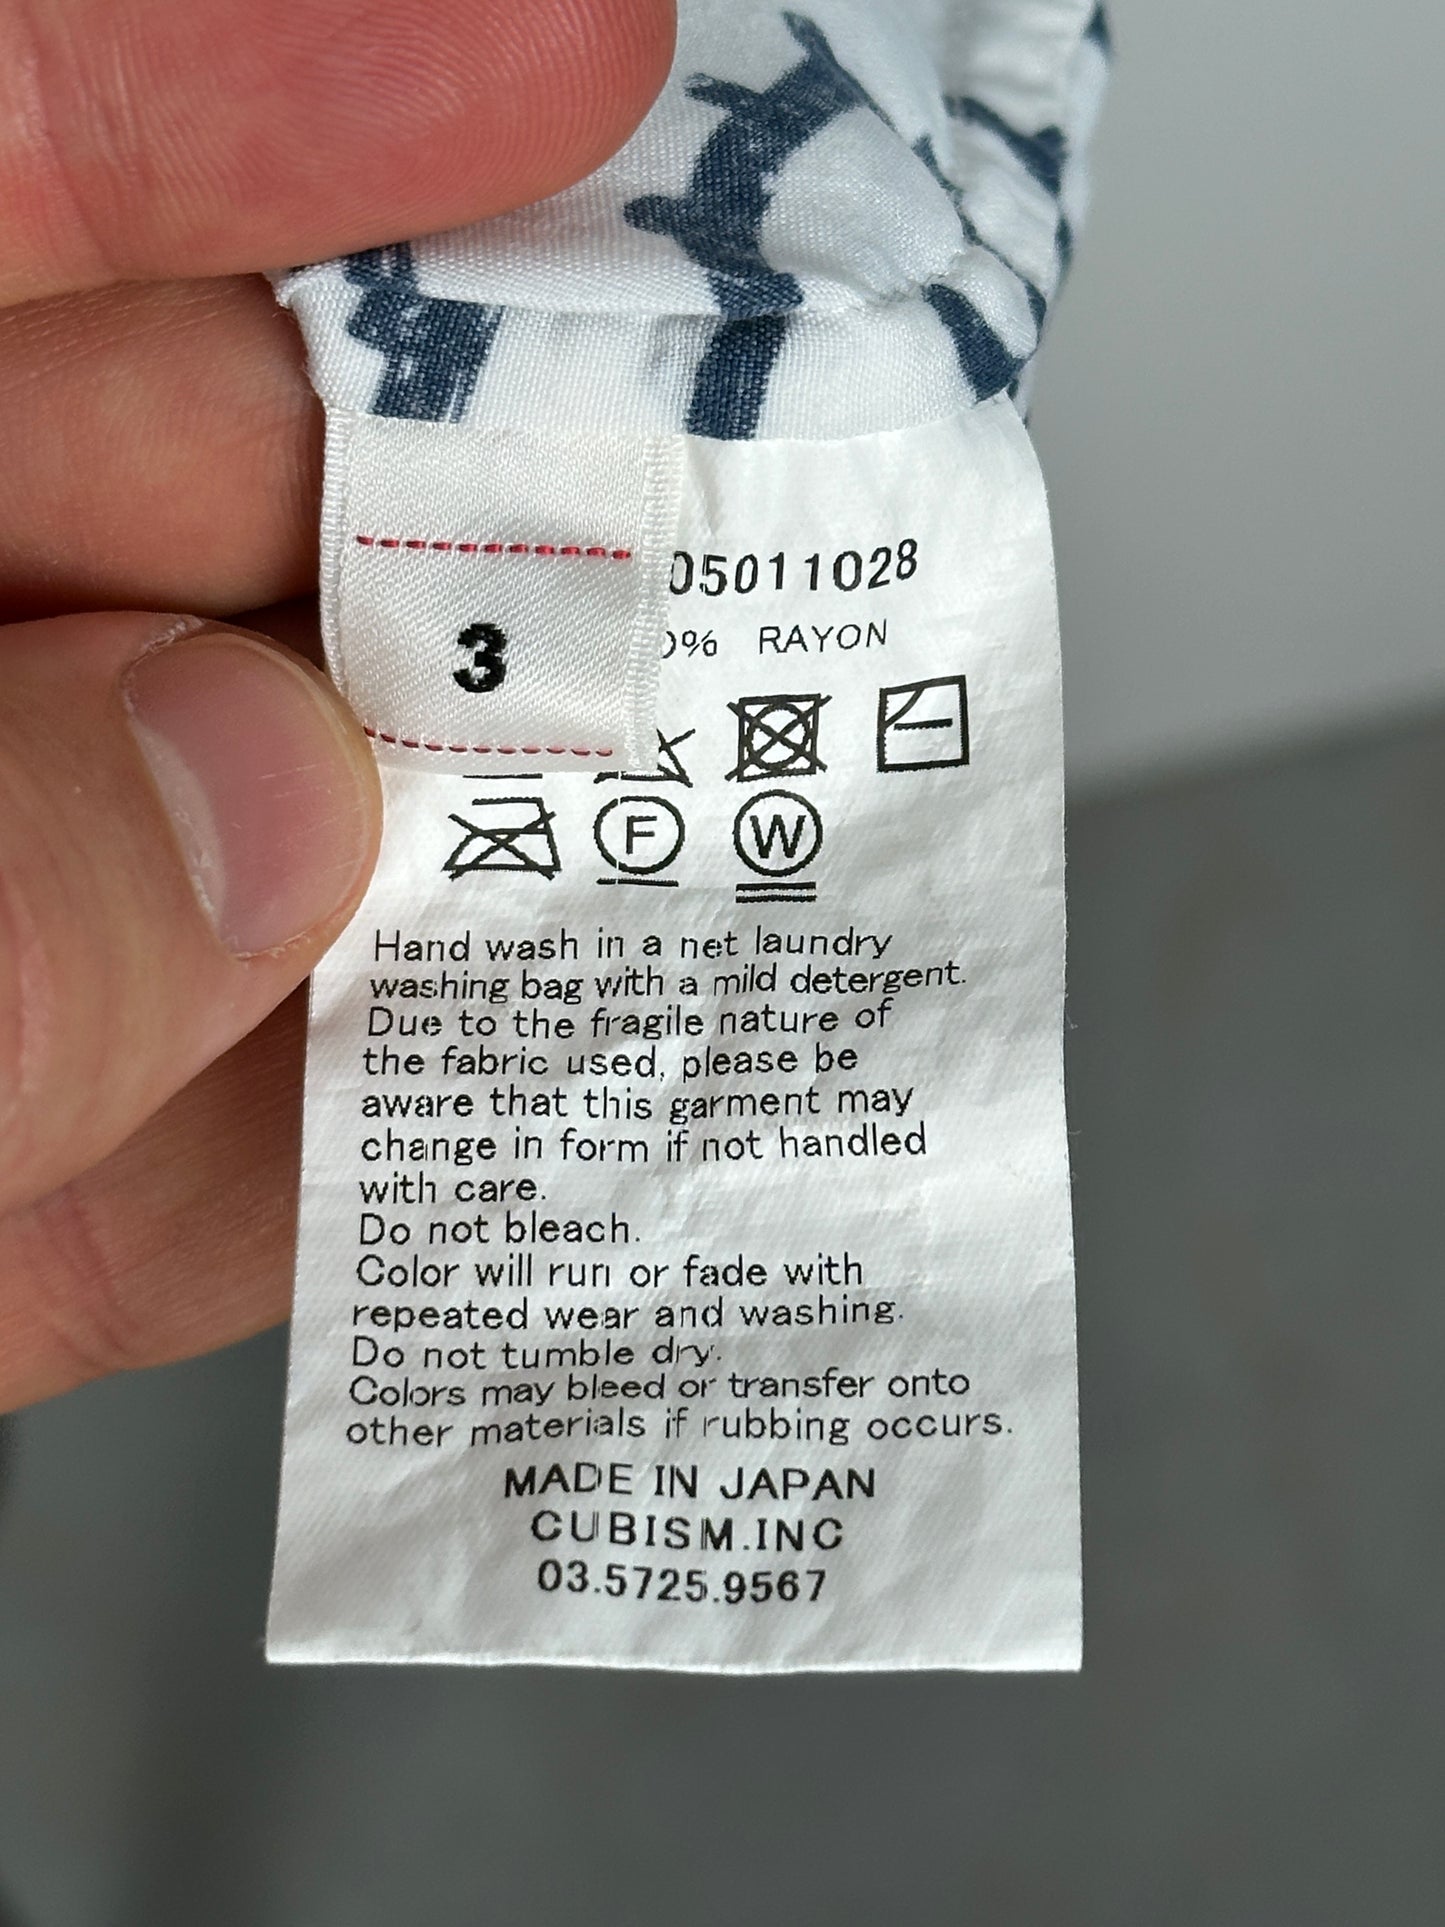 3
05011028
0% RAYON
F W
Hand wash in a net laundry
washing bag with a mild detergent.
Due to the fragile nature of
the fabric used, please be
aware that this garment may
change in form if not handled
with care.
Do not bleach.
Color will run or fade with
repeated wear and washing.
Do not tumble dry.
Colors may bleed or transfer onto
other materials if rubbing occurs.
MADE IN JAPAN
CUBISM.INC
03.5725.9567